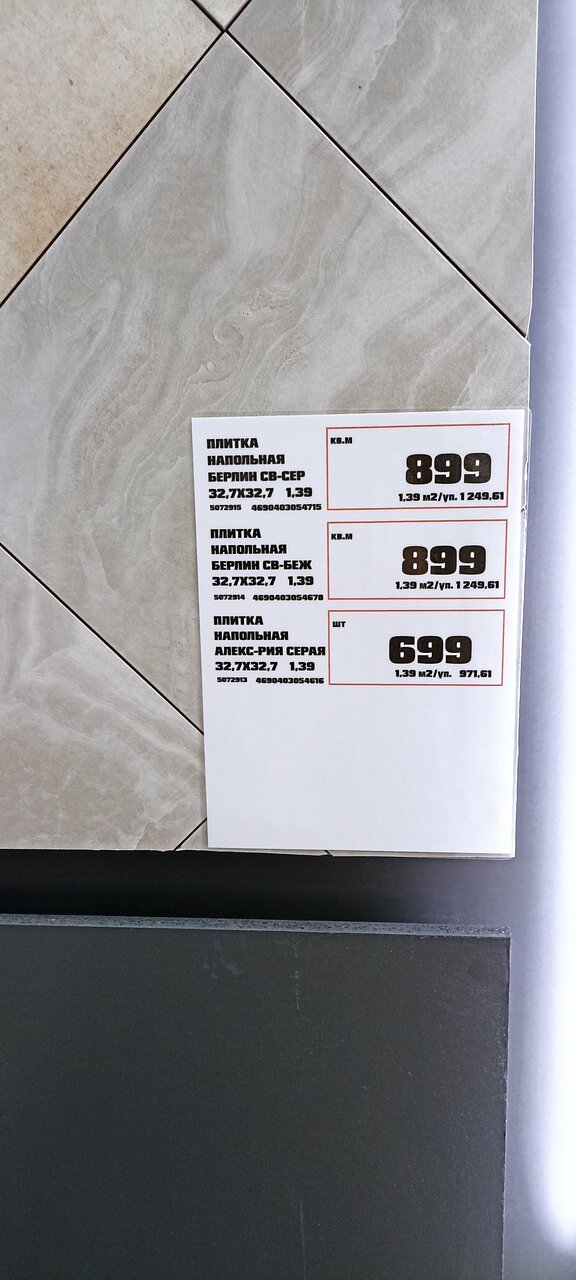 ПЛИТКА
НАПОЛЬНАЯ
БЕРЛИН СВ-СЕР
32,7X32,7 1,39
5072915 4690403054715
КВ.М
899
1,39 м2/уп. 1 249,61
ПЛИТКА
НАПОЛЬНАЯ
БЕРЛИН СВ-БЕЖ
32,7X32,7 1,39
5072914 4690403054678
КВ.М
899
1,39 м2/уп. 1 249,61
ПЛИТКА
НАПОЛЬНАЯ
АЛЕКС-РИЯ СЕРАЯ
32,7X32,7 1,39
5072913 4690403054616
ШТ
699
1,39 м2/уп. 971,61